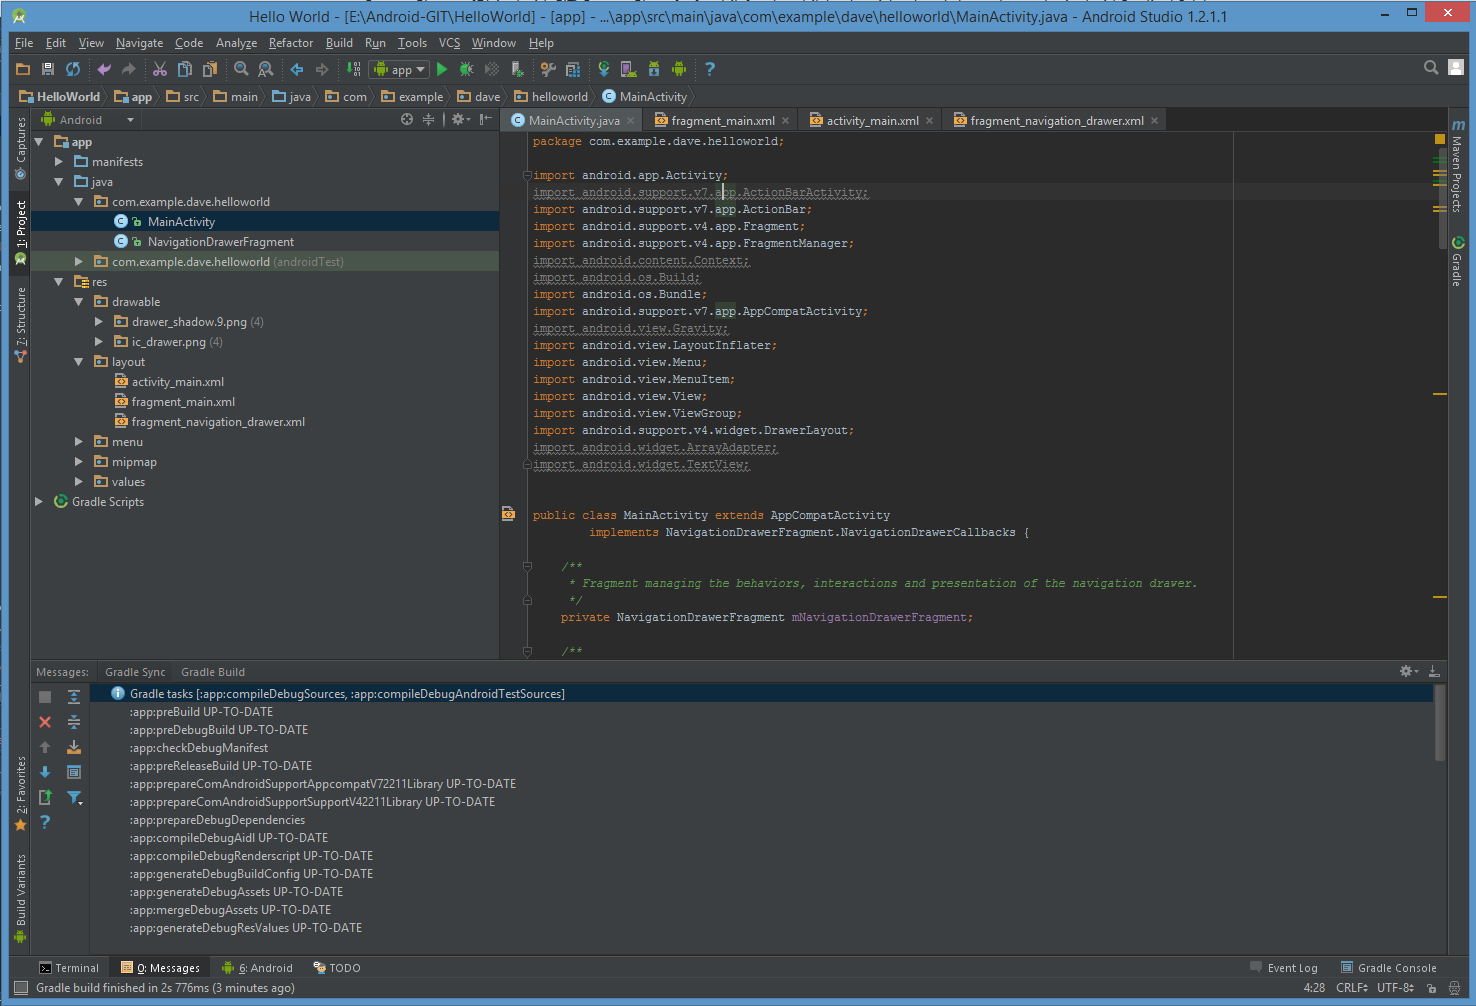 Hello World - [E:\Android-GIT\HelloWorld] - [app] - ...\app\src\main\java\com\example\dave\helloworld\MainActivity.java - Android Studio 1.2.1.1
File Edit View Navigate Code Analyze Refactor Build Run Tools VCS Window Help
app
HelloWorld app src main java com example dave helloworld MainActivity
Captures
1: Project
7: Structure
2: Favorites
Build Variants
Android
app
manifests
java
com.example.dave.helloworld
MainActivity
NavigationDrawerFragment
com.example.dave.helloworld (androidTest)
res
drawable
drawer_shadow.9.png (4)
ic_drawer.png (4)
layout
activity_main.xml
fragment_main.xml
fragment_navigation_drawer.xml
menu
mipmap
values
Gradle Scripts
MainActivity.java fragment_main.xml activity_main.xml fragment_navigation_drawer.xml
package com.example.dave.helloworld;
import android.app.Activity;
import android.support.v7.app.ActionBarActivity;
import android.support.v7.app.ActionBar;
import android.support.v4.app.Fragment;
import android.support.v4.app.FragmentManager;
import android.content.Context;
import android.os.Build;
import android.os.Bundle;
import android.support.v7.app.AppCompatActivity;
import android.view.Gravity;
import android.view.LayoutInflater;
import android.view.Menu;
import android.view.MenuItem;
import android.view.View;
import android.view.ViewGroup;
import android.support.v4.widget.DrawerLayout;
import android.widget.ArrayAdapter;
import android.widget.TextView;
public class MainActivity extends AppCompatActivity
implements NavigationDrawerFragment.NavigationDrawerCallbacks {
/**
* Fragment managing the behaviors, interactions and presentation of the navigation drawer.
*/
private NavigationDrawerFragment mNavigationDrawerFragment;
/**
m Maven Projects
Gradle
Messages: Gradle Sync Gradle Build
Gradle tasks [:app:compileDebugSources, :app:compileDebugAndroidTestSources]
:app:preBuild UP-TO-DATE
:app:preDebugBuild UP-TO-DATE
:app:checkDebugManifest
:app:preReleaseBuild UP-TO-DATE
:app:prepareComAndroidSupportAppcompatV72211Library UP-TO-DATE
:app:prepareComAndroidSupportSupportV42211Library UP-TO-DATE
:app:prepareDebugDependencies
:app:compileDebugAidl UP-TO-DATE
:app:compileDebugRenderscript UP-TO-DATE
:app:generateDebugBuildConfig UP-TO-DATE
:app:generateDebugAssets UP-TO-DATE
:app:mergeDebugAssets UP-TO-DATE
:app:generateDebugResValues UP-TO-DATE
Terminal 0: Messages 6: Android TODO Event Log Gradle Console
Gradle build finished in 2s 776ms (3 minutes ago) 4:28 CRLF UTF-8